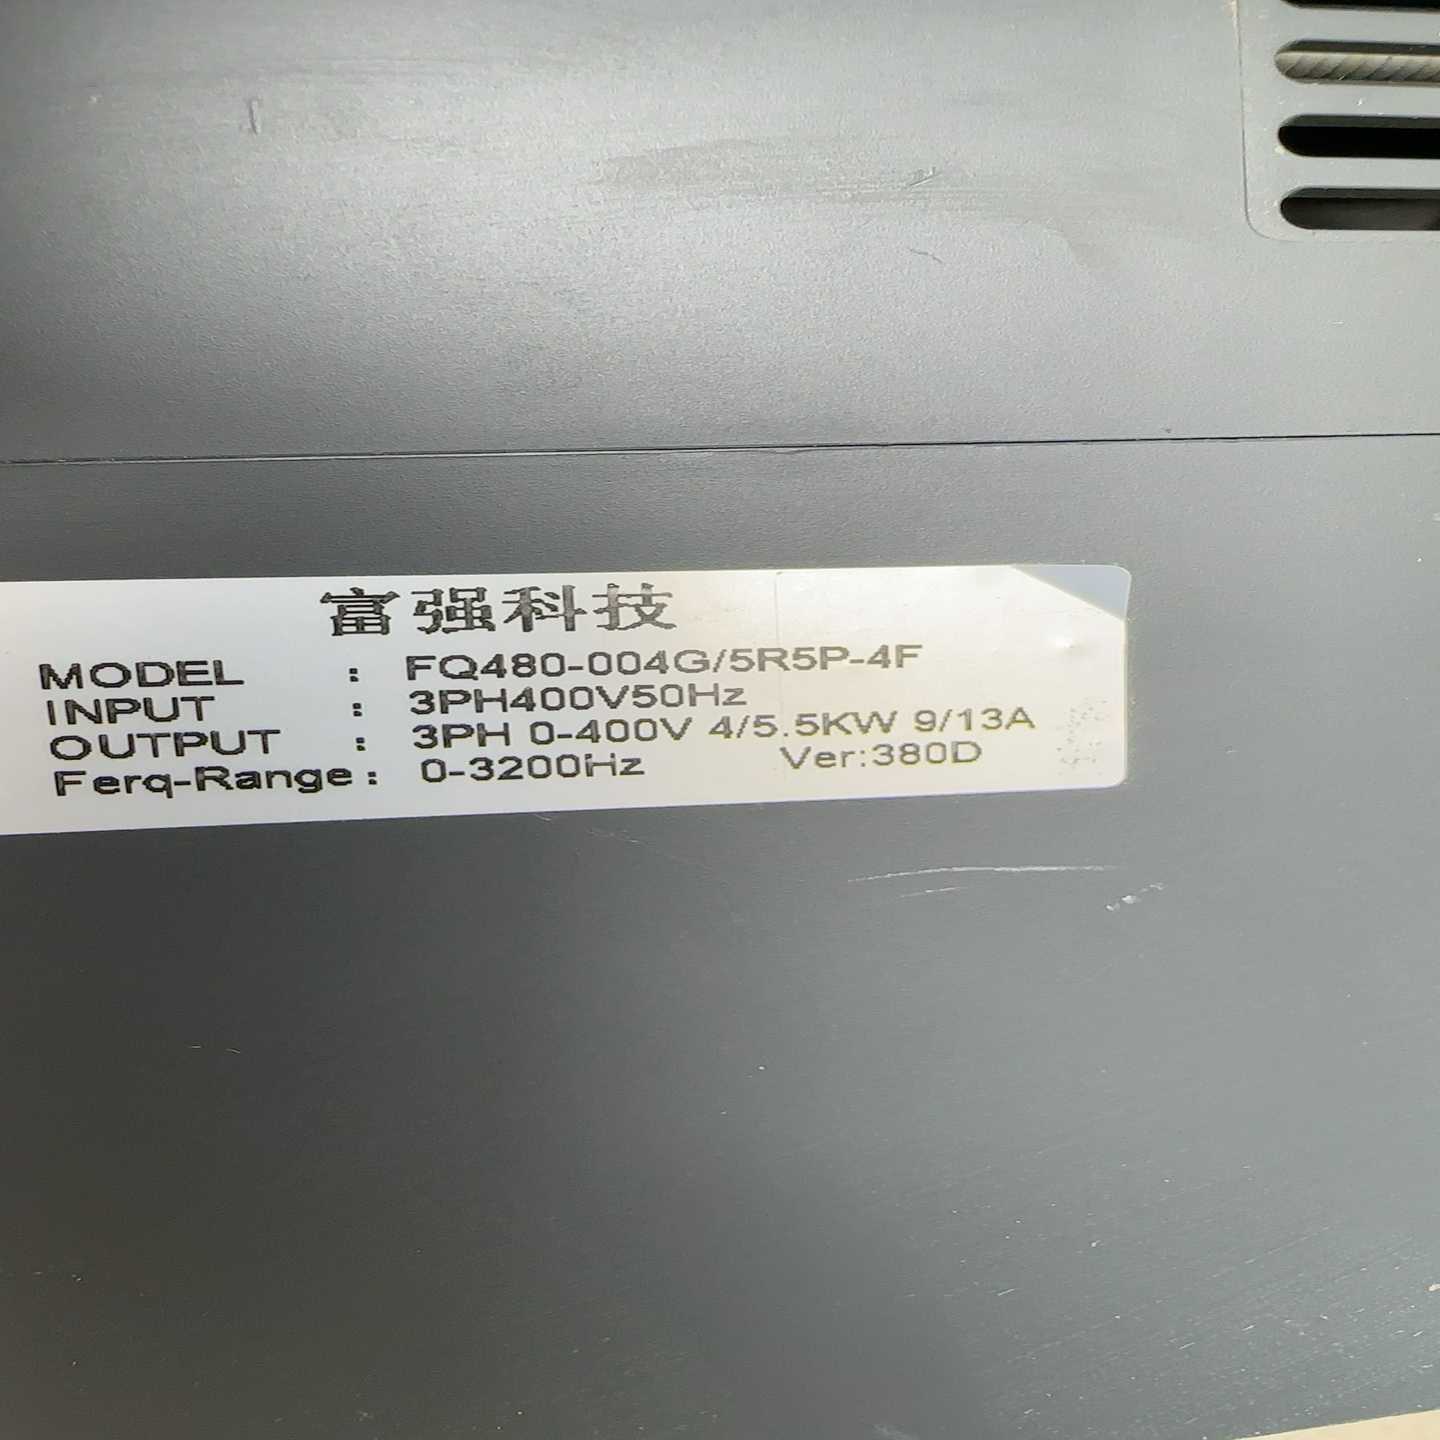 富强科技
MODEL : FQ480-004G/5R5P-4F
INPUT : 3PH400V50Hz
OUTPUT : 3PH 0-400V 4/5.5KW 9/13A
Ferq-Range : 0-3200Hz Ver:380D